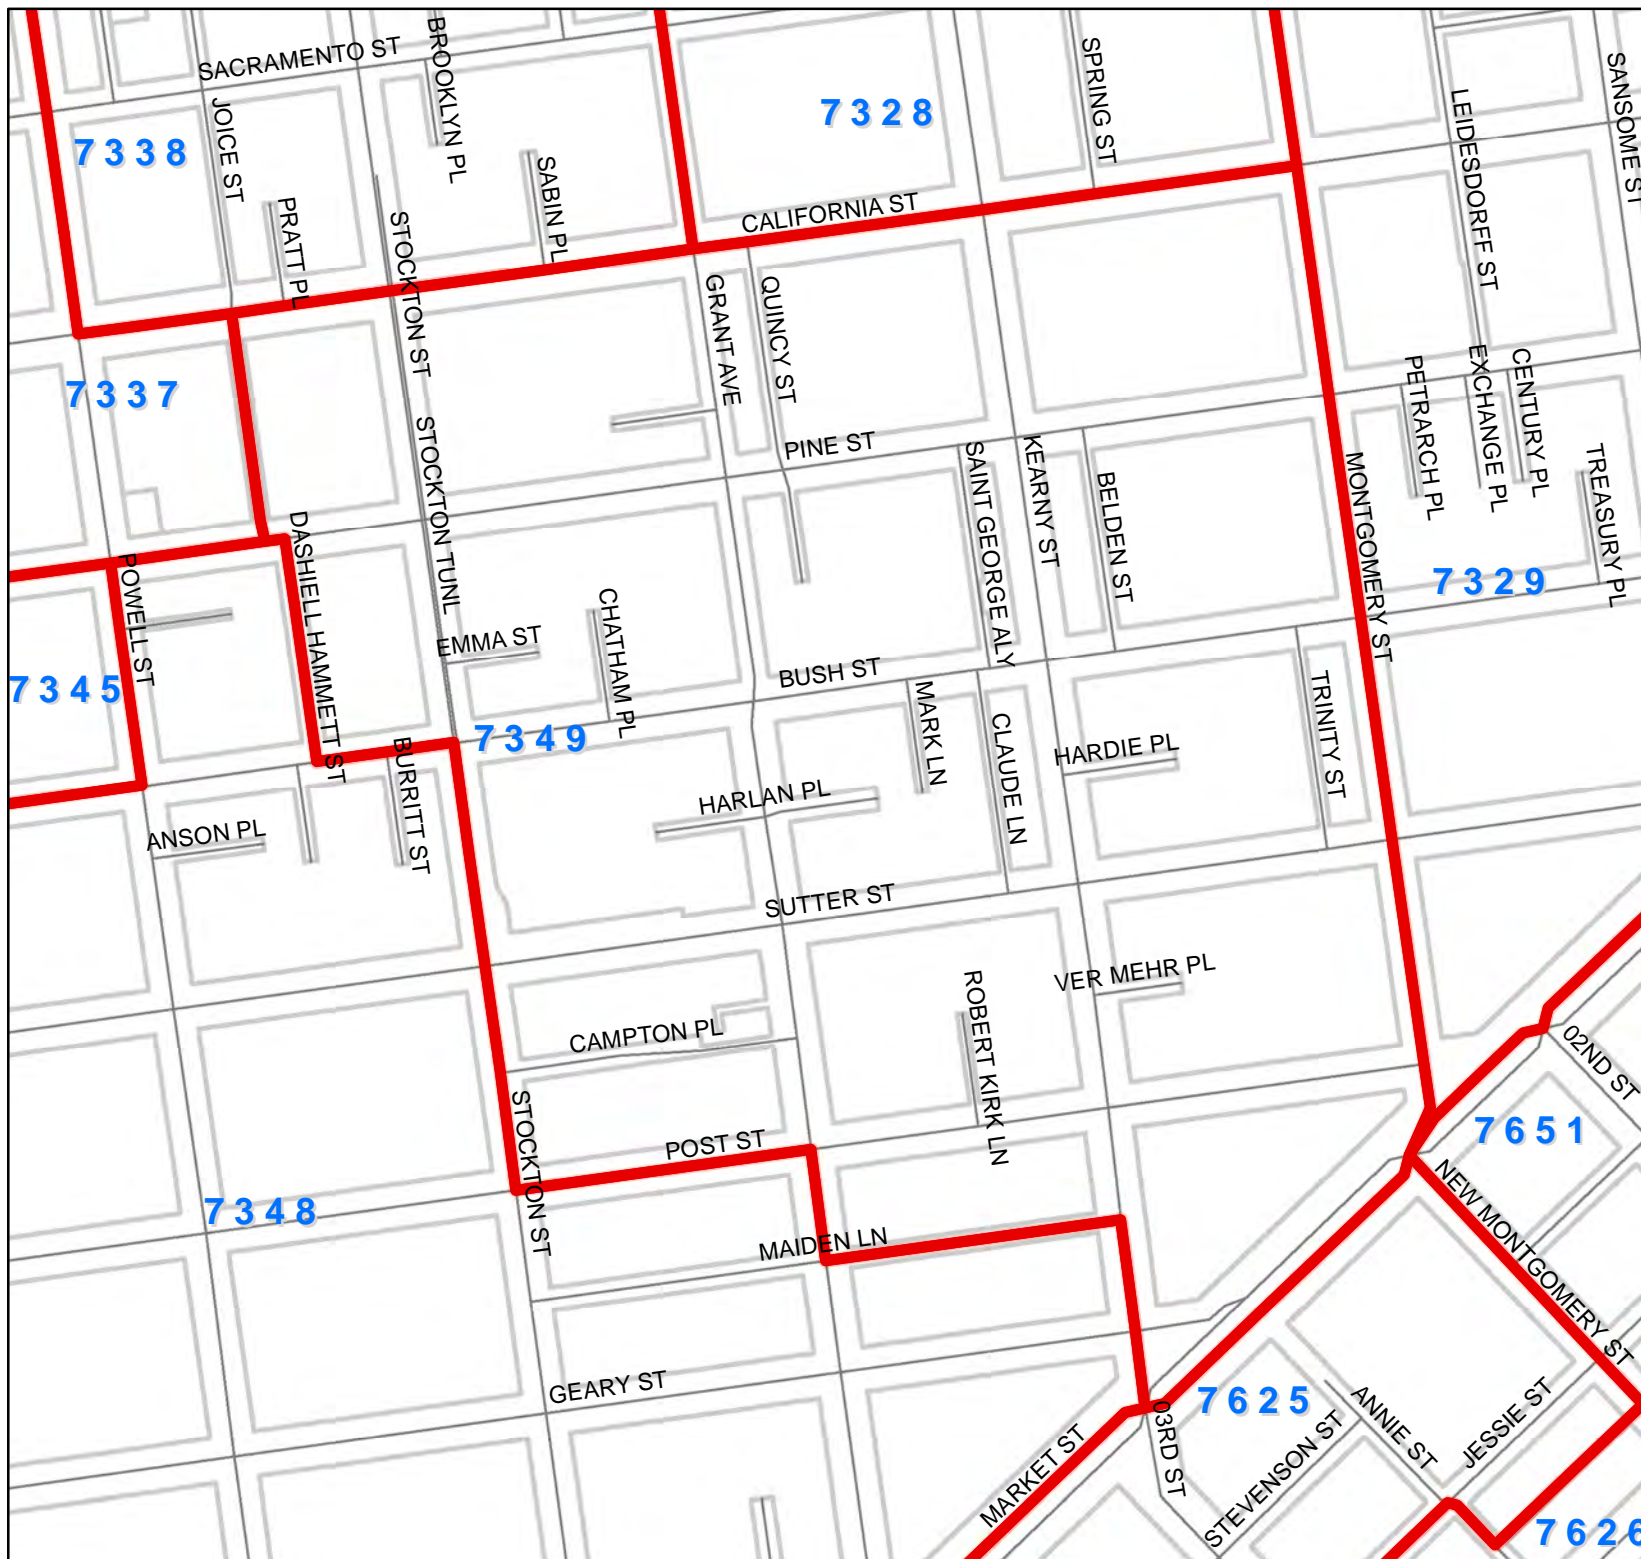 SACRAMENTO ST
BROOKLYN PL
SPRING ST
SANSOME ST
7338
JOICE ST
7328
LEIDESDORFF ST
SABIN PL
PRATT PL
CALIFORNIA ST
STOCKTON ST
GRANT AVE
QUINCY ST
7337
PETRARCH PL
EXCHANGE PL
CENTURY PL
STOCKTON TUNL
PINE ST
SAINT GEORGE ALY
KEARNY ST
BELDEN ST
MONTGOMERY ST
TREASURY PL
DASHIELL HAMMETT ST
POWELL ST
7329
EMMA ST
CHATHAM PL
7345
BUSH ST
MARK LN
CLAUDE LN
TRINITY ST
7349
BURRITT ST
HARDIE PL
HARLAN PL
ANSON PL
SUTTER ST
VER MEHR PL
ROBERT KIRK LN
CAMPTON PL
02ND ST
STOCKTON ST
POST ST
7651
NEW MONTGOMERY ST
7348
MAIDEN LN
GEARY ST
7625
03RD ST
ANNIE ST
JESSIE ST
MARKET ST
STEVENSON ST
7626